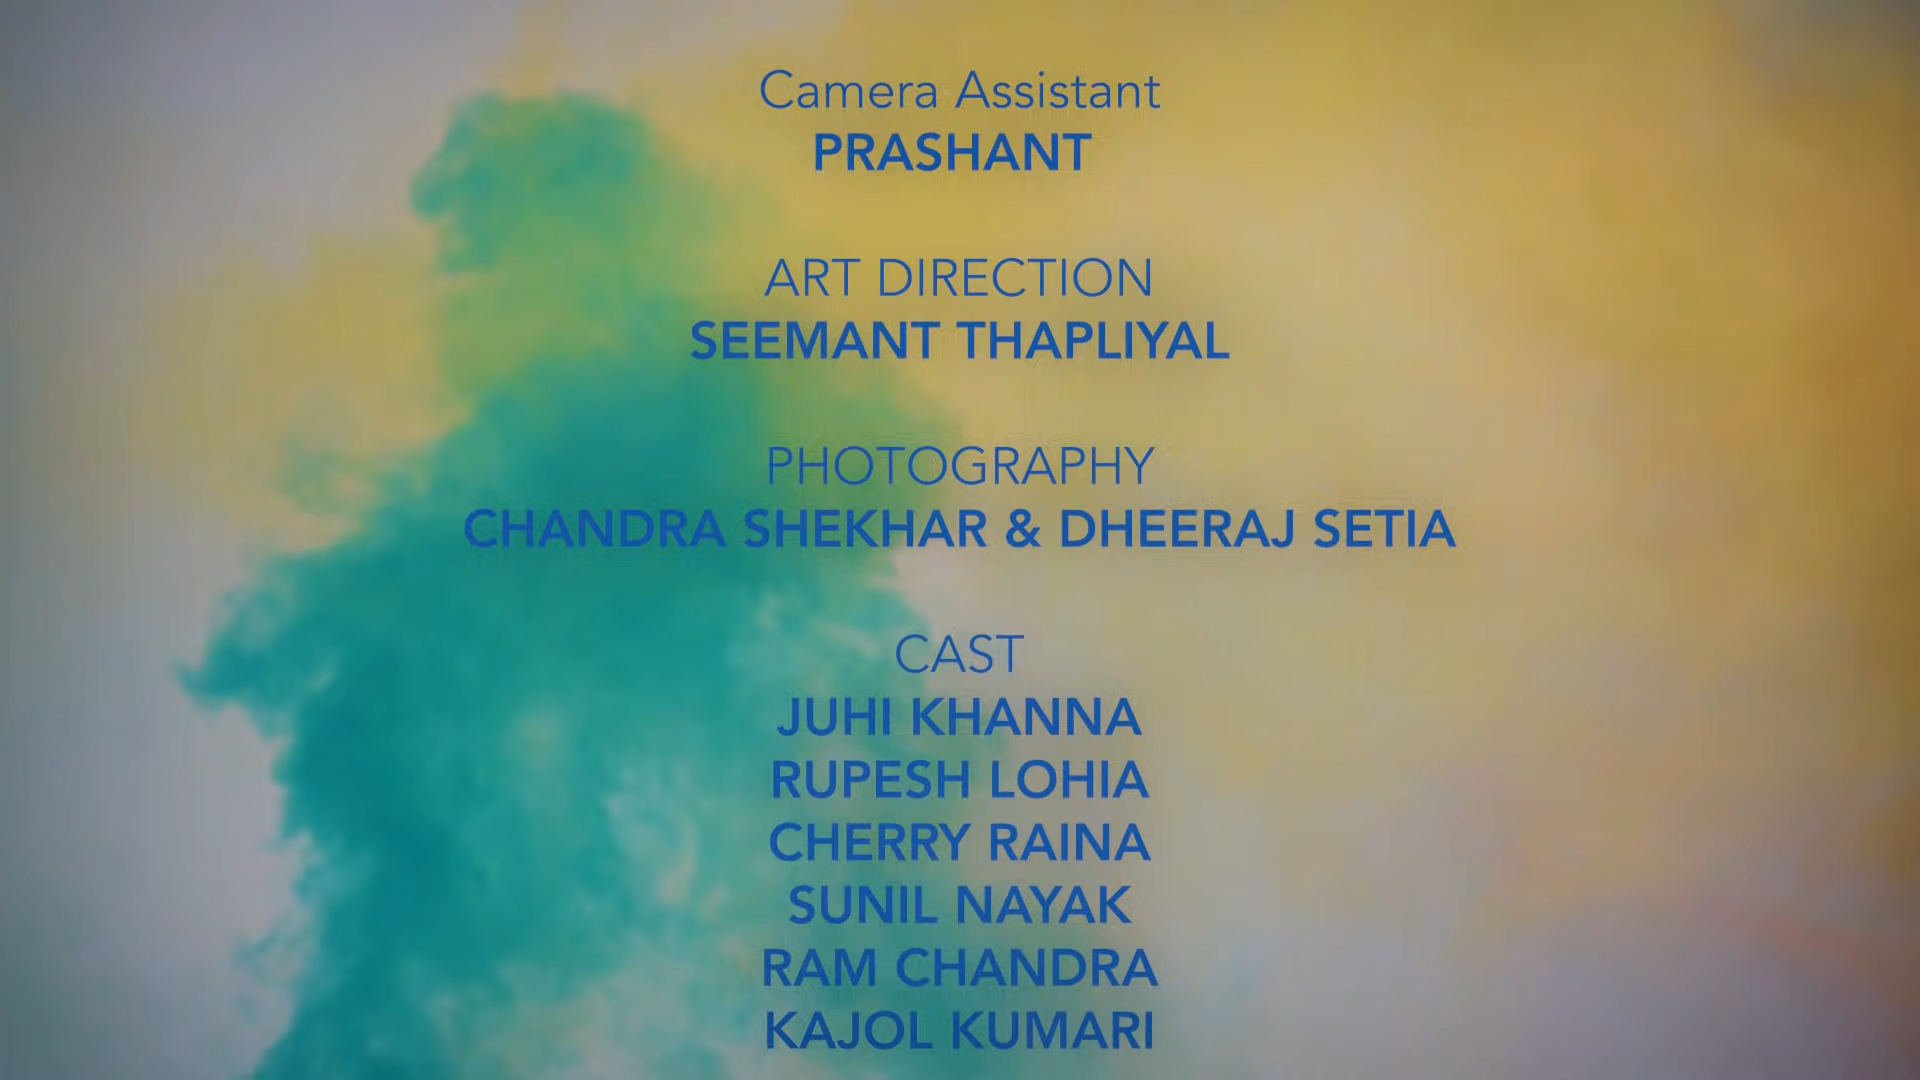 Camera Assistant
PRASHANT
ART DIRECTION
SEEMANT THAPLIYAL
PHOTOGRAPHY
CHANDRA SHEKHAR & DHEERAJ SETIA
CAST
JUHI KHANNA
RUPESH LOHIA
CHERRY RAINA
SUNIL NAYAK
RAM CHANDRA
KAJOL KUMARI